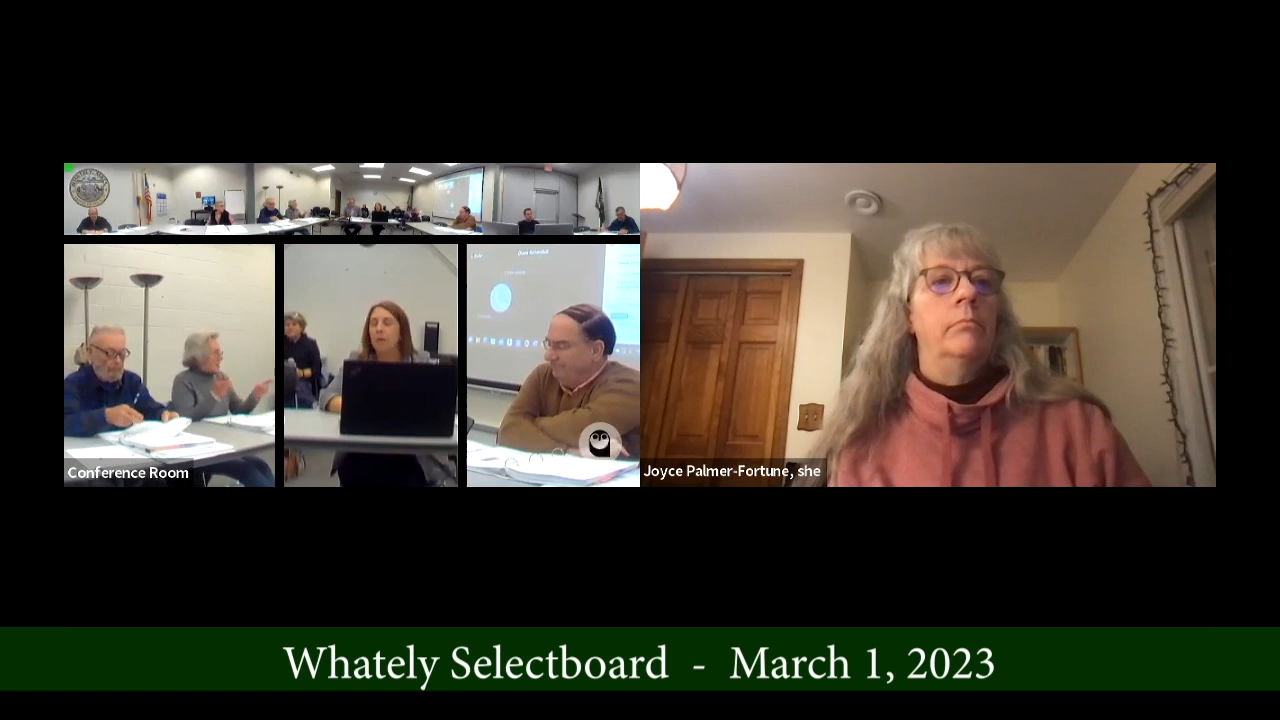 Conference Room
Joyce Palmer-Fortune, she
Whately Selectboard - March 1, 2023